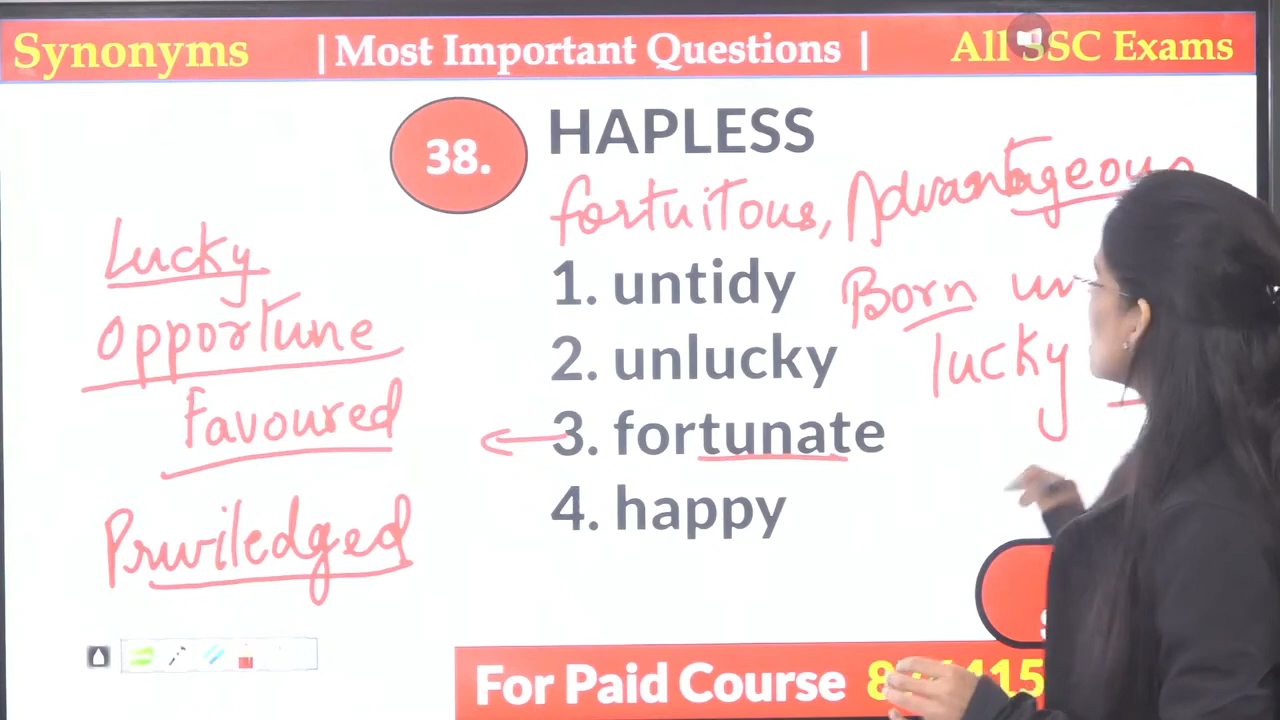 Synonyms | Most Important Questions | All SSC Exams
38. HAPLESS
fortuitous, Advantageous
1. untidy
2. unlucky
3. fortunate
4. happy
Born
lucky
Lucky
opportune
Favoured
Priviledged
For Paid Course